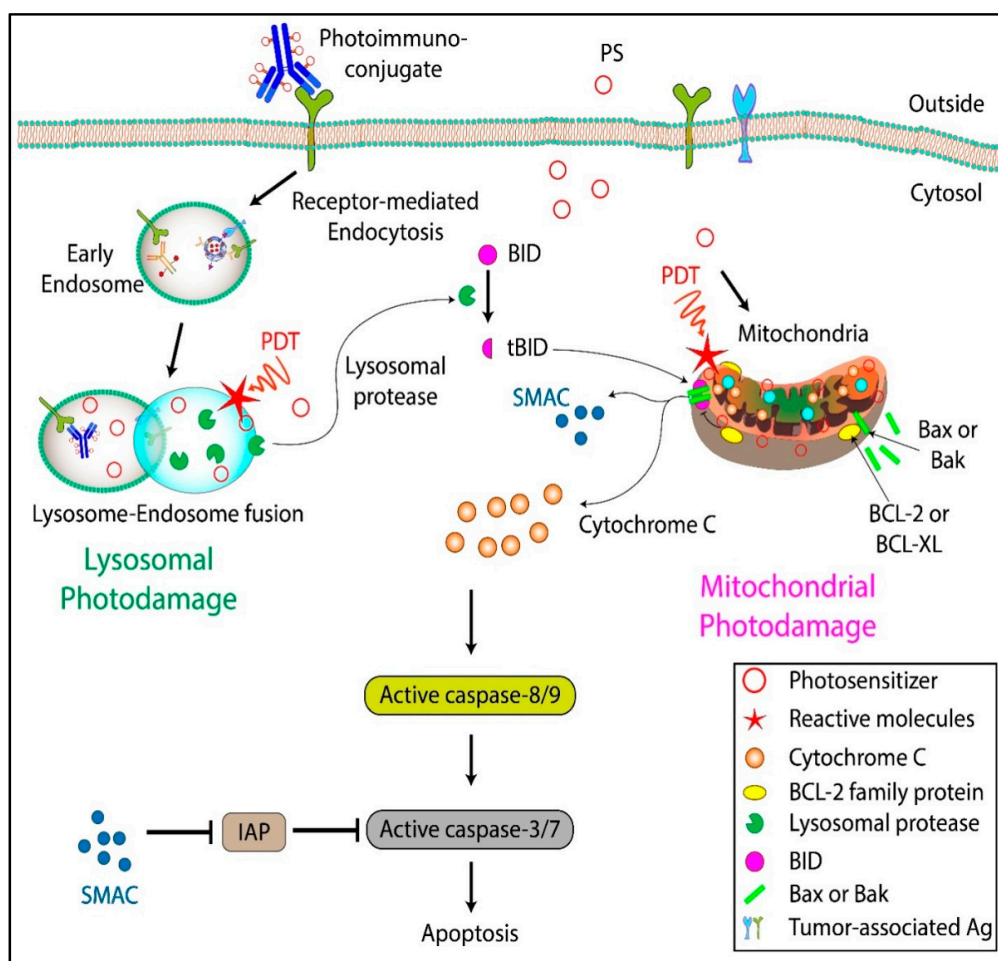 Photoimmuno-
conjugate
PS
Outside
Cytosol
Receptor-mediated
Endocytosis
Early
Endosome
BID
PDT
Mitochondria
PDT
Lysosomal
protease
tBID
SMAC
Bax or
Bak
Lysosome-Endosome fusion
Cytochrome C
BCL-2 or
BCL-XL
Lysosomal
Photodamage
Mitochondrial
Photodamage
Active caspase-8/9
Photosensitizer
Reactive molecules
Cytochrome C
BCL-2 family protein
Lysosomal protease
BID
Bax or Bak
Tumor-associated Ag
IAP
Active caspase-3/7
SMAC
Apoptosis